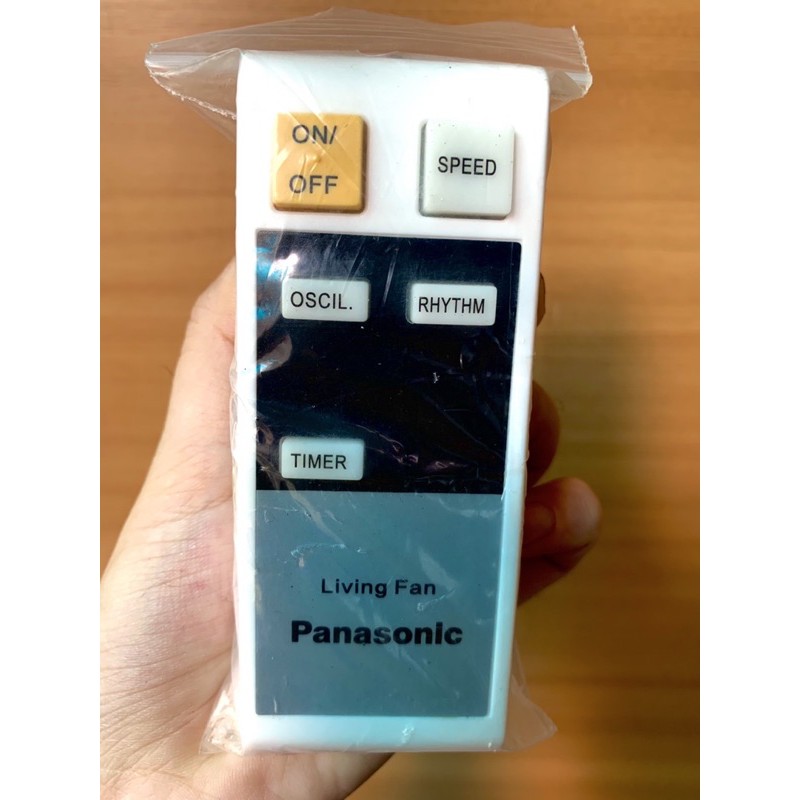 ON/
OFF
SPEED
OSCIL.
RHYTHM
TIMER
Living Fan
Panasonic